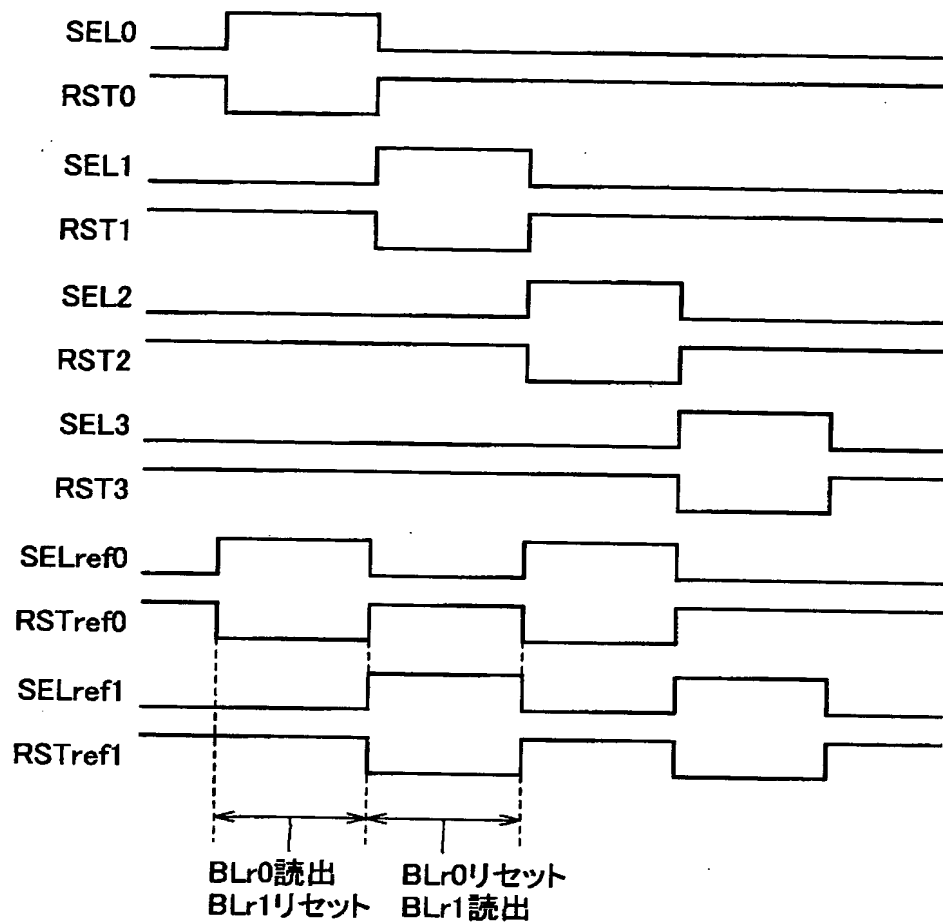 SEL0
RST0
SEL1
RST1
SEL2
RST2
SEL3
RST3
SELref0
RSTref0
SELref1
RSTref1
BLr0読出
BLr1リセット
BLr0リセット
BLr1読出